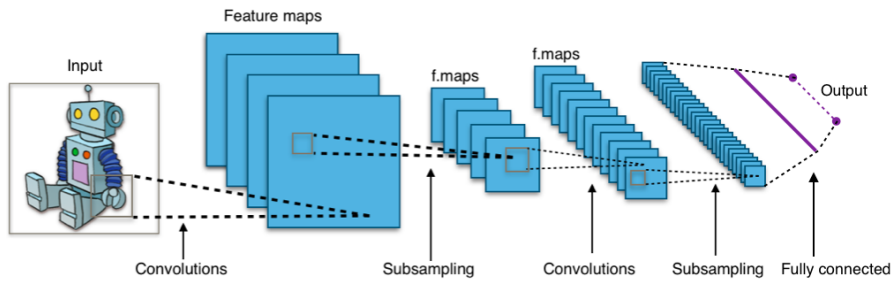 Feature maps
f.maps
Input
f.maps
Output
Convolutions
Subsampling
Convolutions
Subsampling
Fully connected